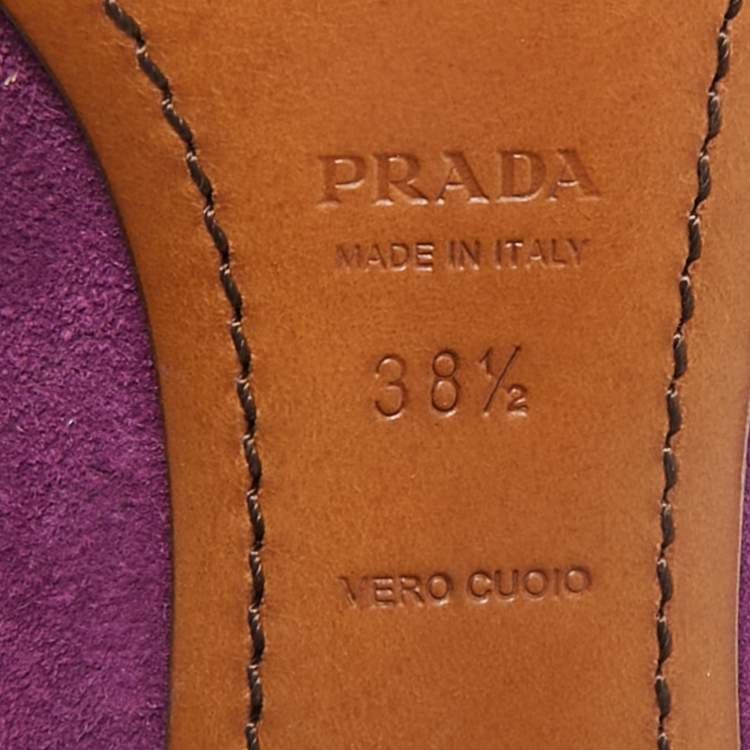 PRADA
MADE IN ITALY
38½
VERO CUOIO